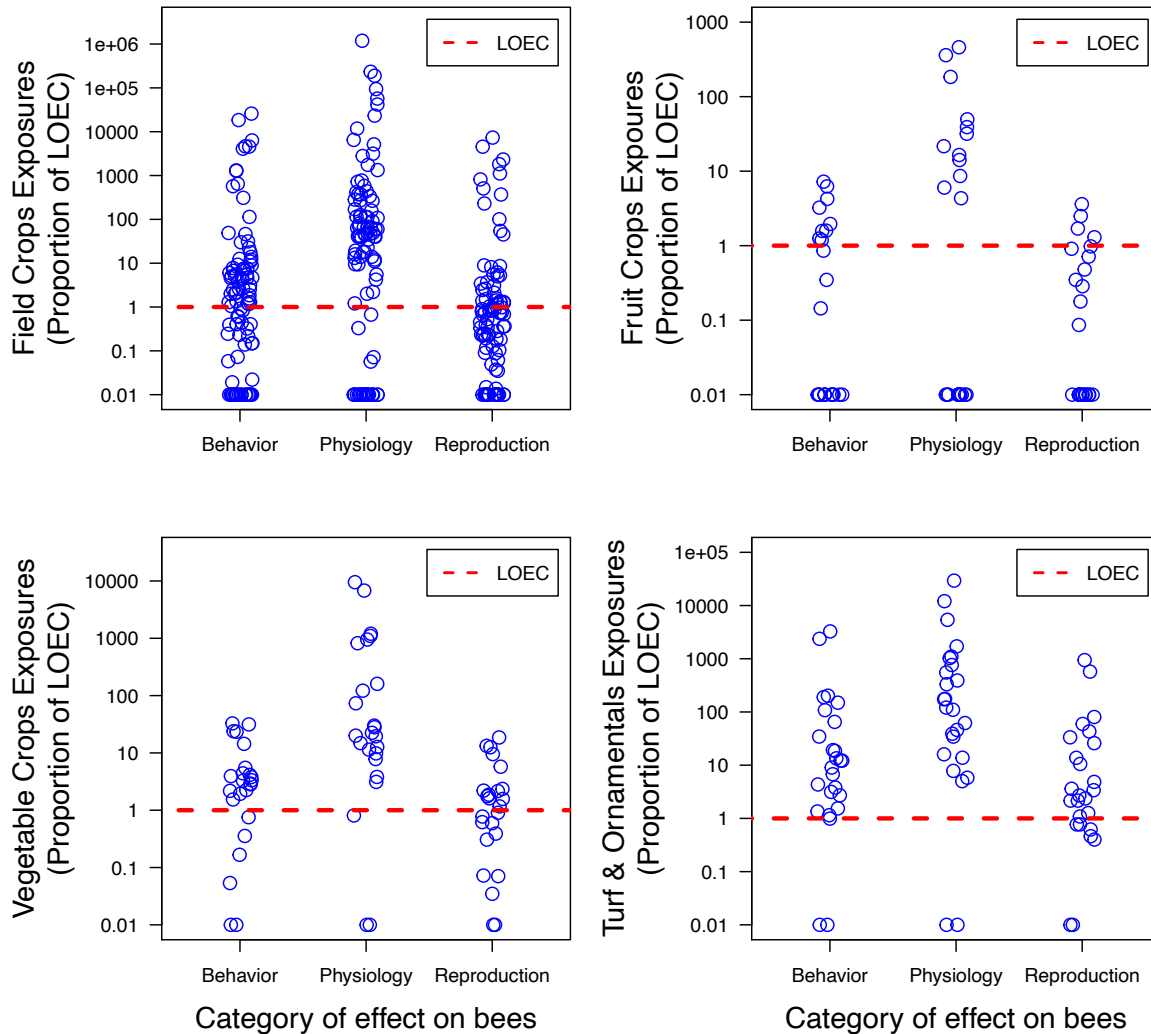 Field Crops Exposures
(Proportion of LOEC)
1e+06
1e+05
10000
1000
100
10
1
0.1
0.01
LOEC
Behavior
Physiology
Reproduction
Fruit Crops Expoures
(Proportion of LOEC)
1000
100
10
1
0.1
0.01
LOEC
Behavior
Physiology
Reproduction
Vegetable Crops Exposures
(Proportion of LOEC)
10000
1000
100
10
1
0.1
0.01
LOEC
Behavior
Physiology
Reproduction
Category of effect on bees
Turf & Ornamentals Exposures
(Proportion of LOEC)
1e+05
10000
1000
100
10
1
0.1
0.01
LOEC
Behavior
Physiology
Reproduction
Category of effect on bees